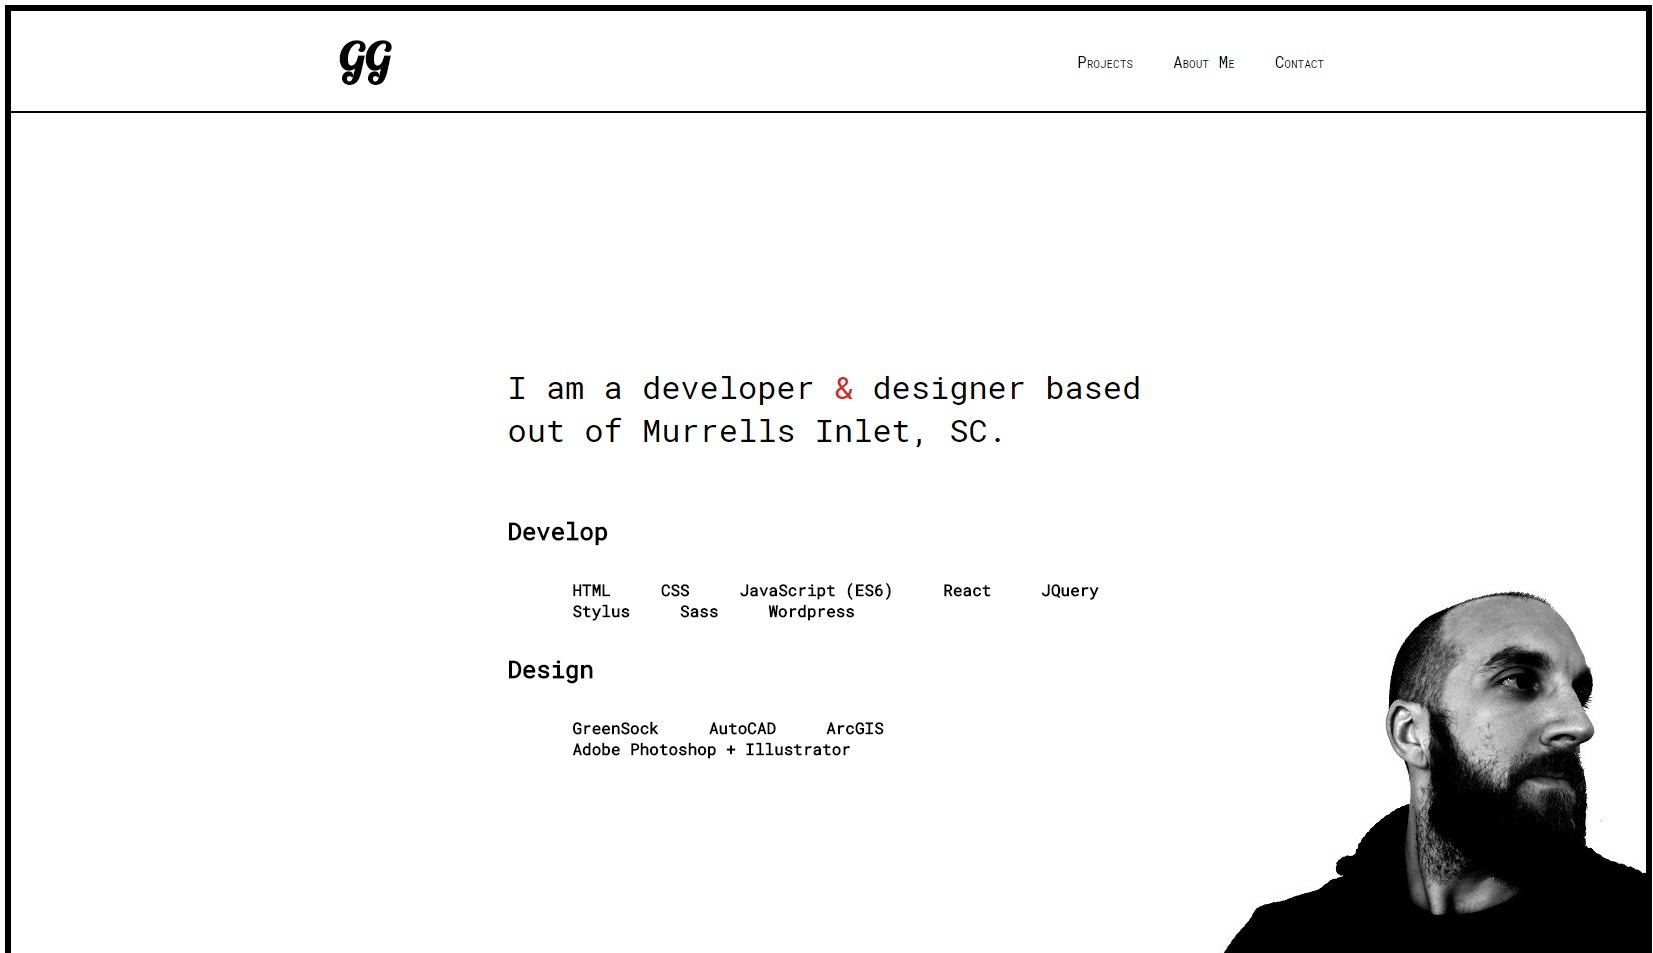 GG
Projects About Me Contact
I am a developer & designer based
out of Murrells Inlet, SC.
Develop
HTML CSS JavaScript (ES6) React JQuery
Stylus Sass Wordpress
Design
GreenSock AutoCAD ArcGIS
Adobe Photoshop + Illustrator